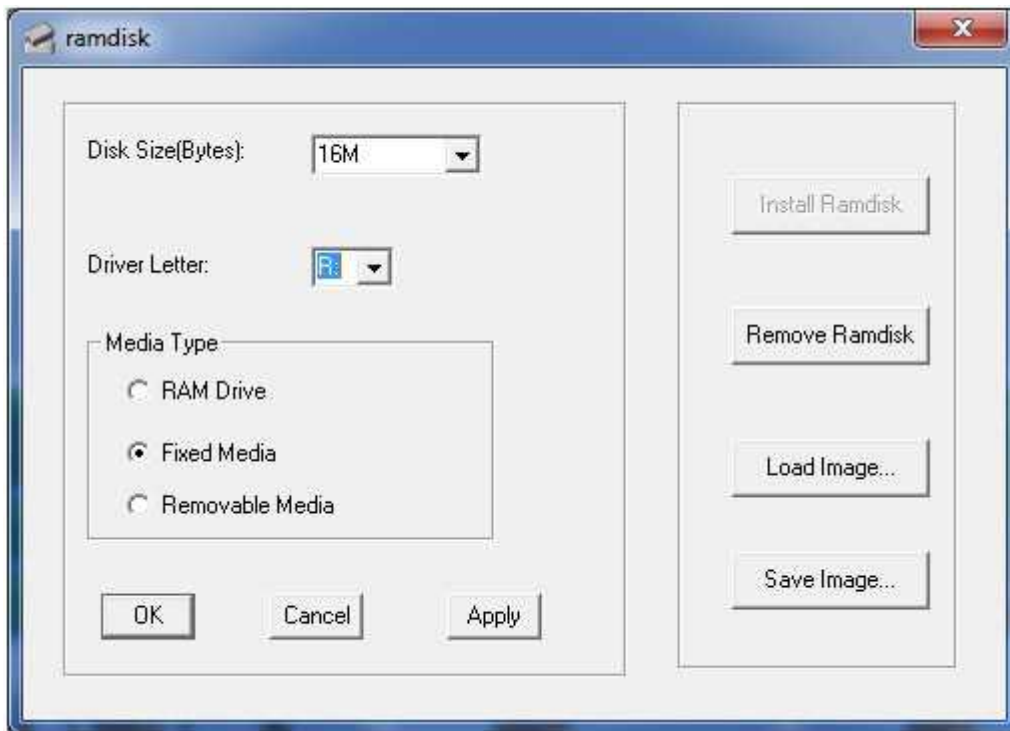 ramdisk
Disk Size(Bytes):
16M
Driver Letter:
R:
Media Type
RAM Drive
Fixed Media
Removable Media
OK
Cancel
Apply
Install Ramdisk
Remove Ramdisk
Load Image...
Save Image...